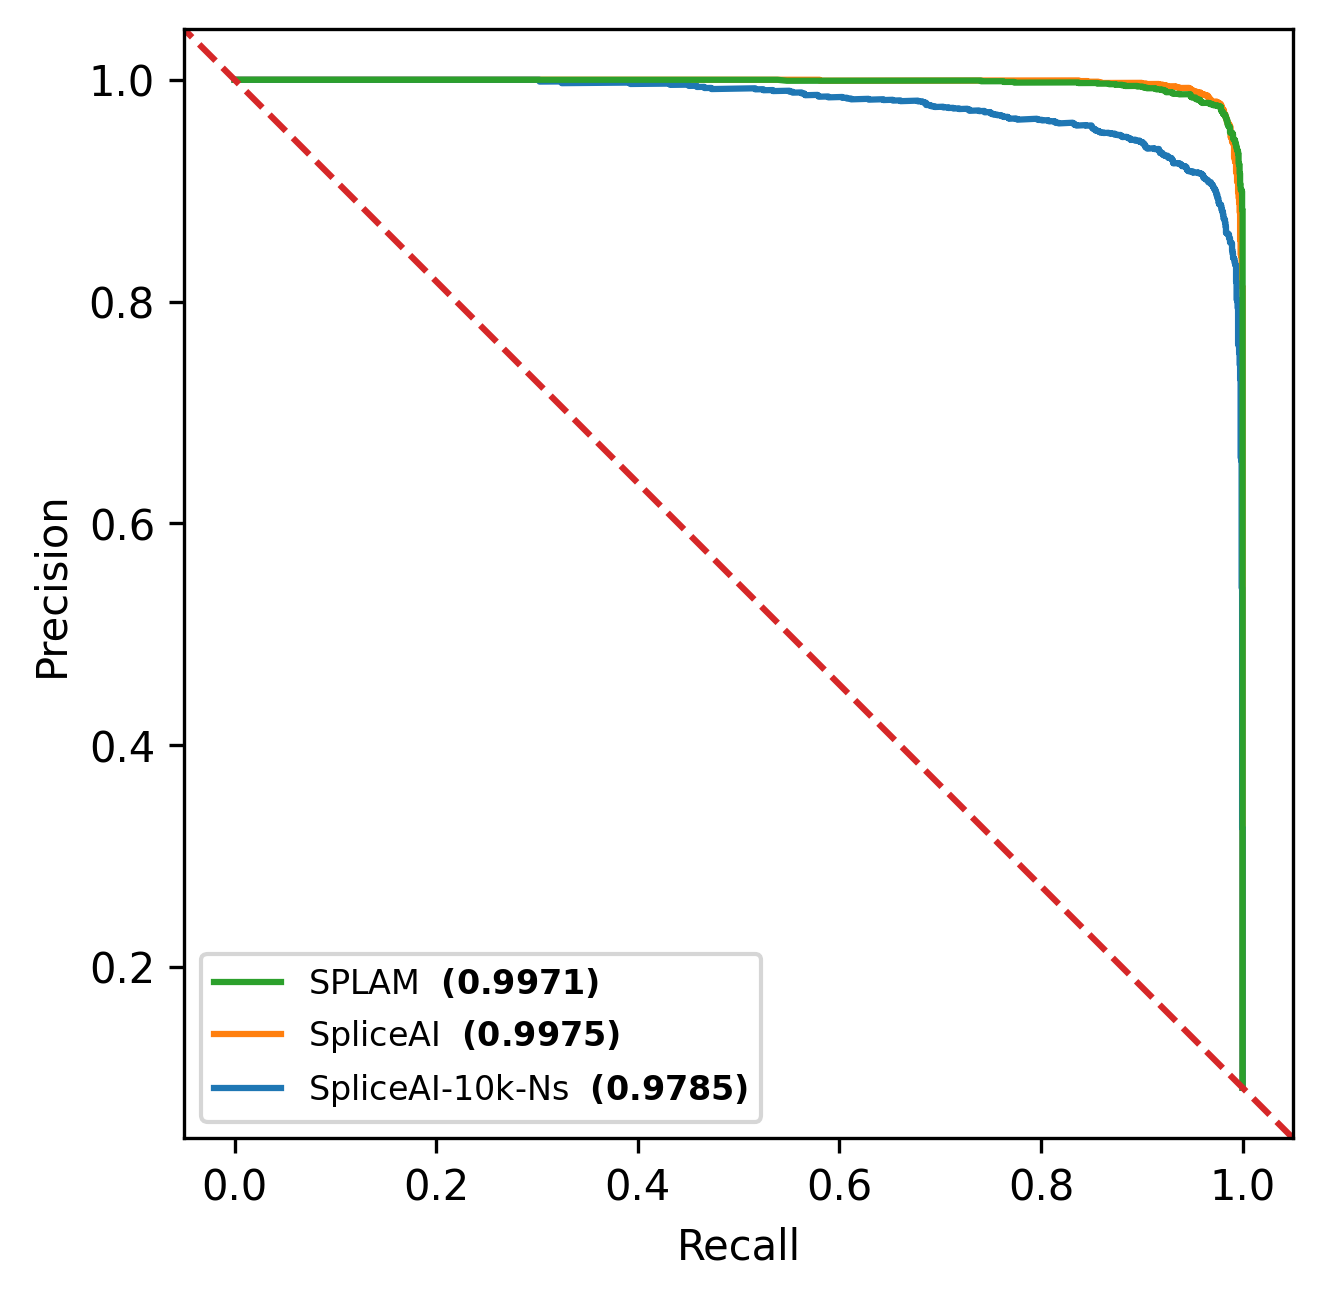 1.0
0.8
0.6
0.4
0.2
Precision
SPLAM (0.9971)
SpliceAI (0.9975)
SpliceAI-10k-Ns (0.9785)
0.0 0.2 0.4 0.6 0.8 1.0
Recall